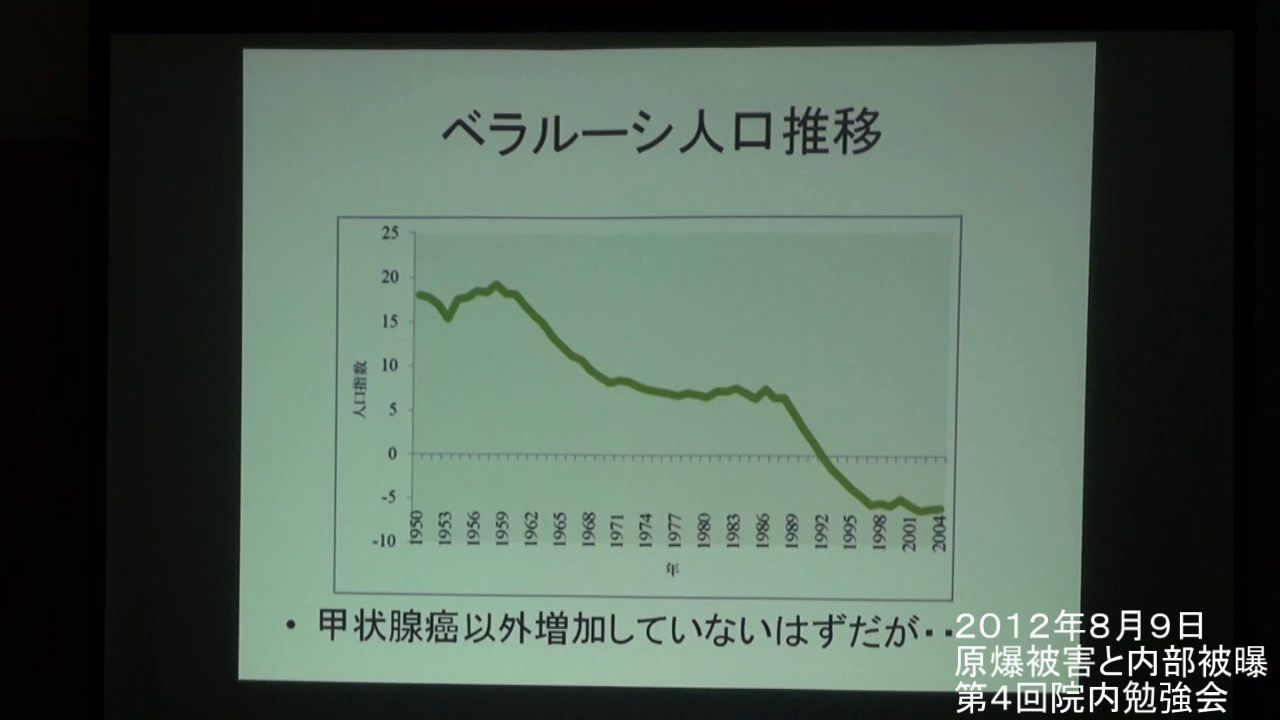 ベラルーシ人口推移
25
20
15
10
5
0
-5
-10
人口指数
1950 1953 1956 1959 1962 1965 1968 1971 1974 1977 1980 1983 1986 1989 1992 1995 1998 2001 2004
年
• 甲状腺癌以外増加していないはずだが・・
2012年8月9日
原爆被害と内部被曝
第4回院内勉強会